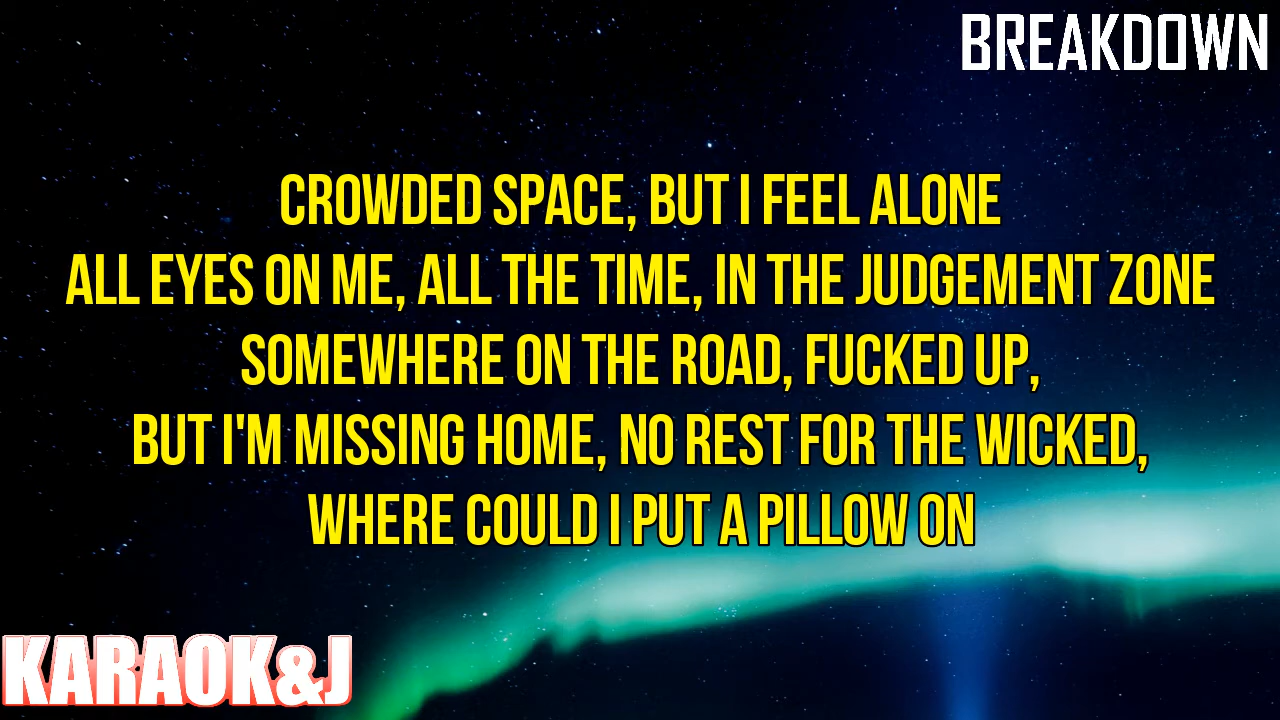 BREAKDOWN
CROWDED SPACE, BUT I FEEL ALONE
ALL EYES ON ME, ALL THE TIME, IN THE JUDGEMENT ZONE
SOMEWHERE ON THE ROAD, FUCKED UP,
BUT I'M MISSING HOME, NO REST FOR THE WICKED,
WHERE COULD I PUT A PILLOW ON
KARAOK&J